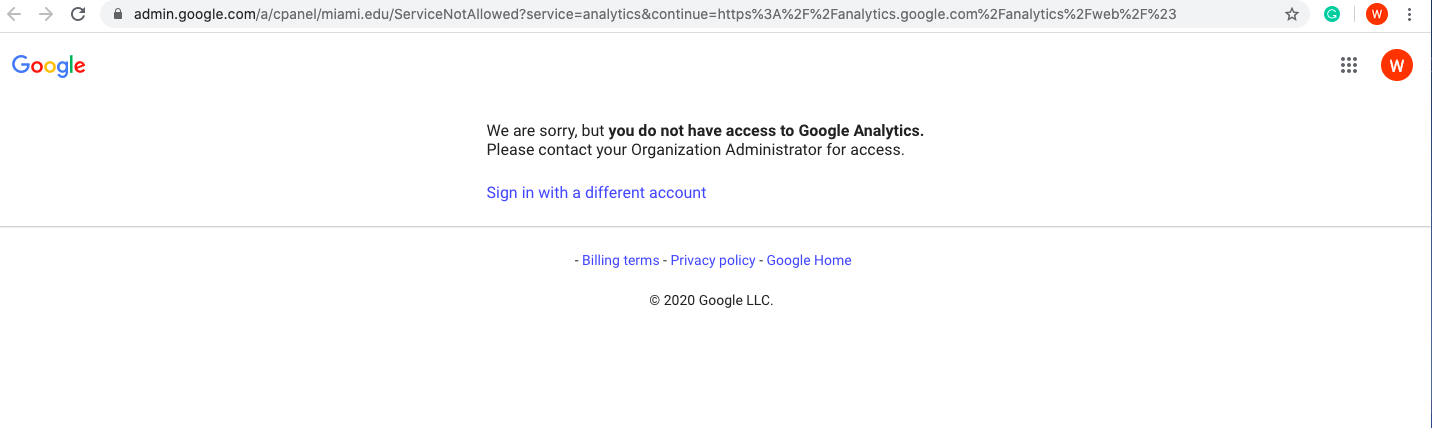 admin.google.com/a/cpanel/miami.edu/ServiceNotAllowed?service=analytics&continue=https%3A%2F%2Fanalytics.google.com%2Fanalytics%2Fweb%2F%23
G W
Google W
We are sorry, but you do not have access to Google Analytics.
Please contact your Organization Administrator for access.
Sign in with a different account
- Billing terms - Privacy policy - Google Home
© 2020 Google LLC.